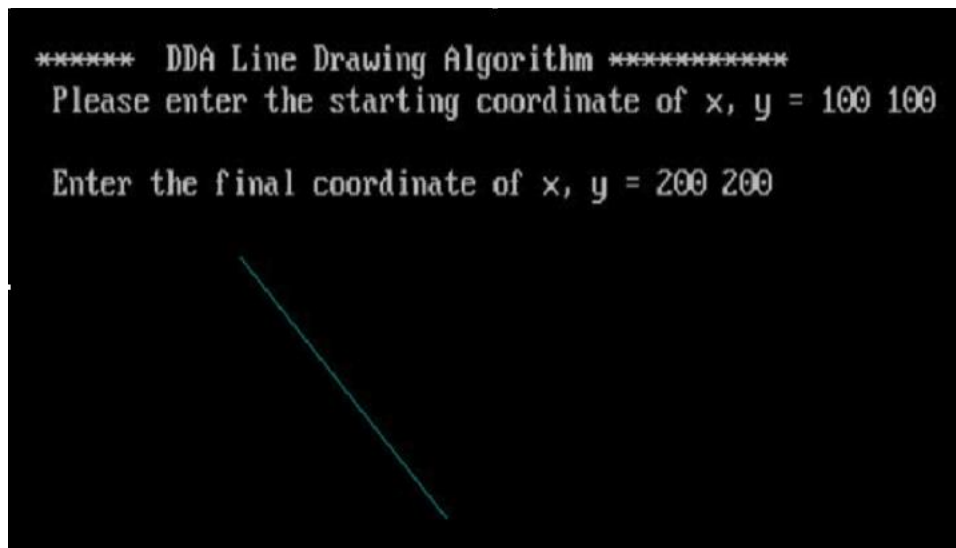 ****** DDA Line Drawing Algorithm ***********
Please enter the starting coordinate of x, y = 100 100
Enter the final coordinate of x, y = 200 200